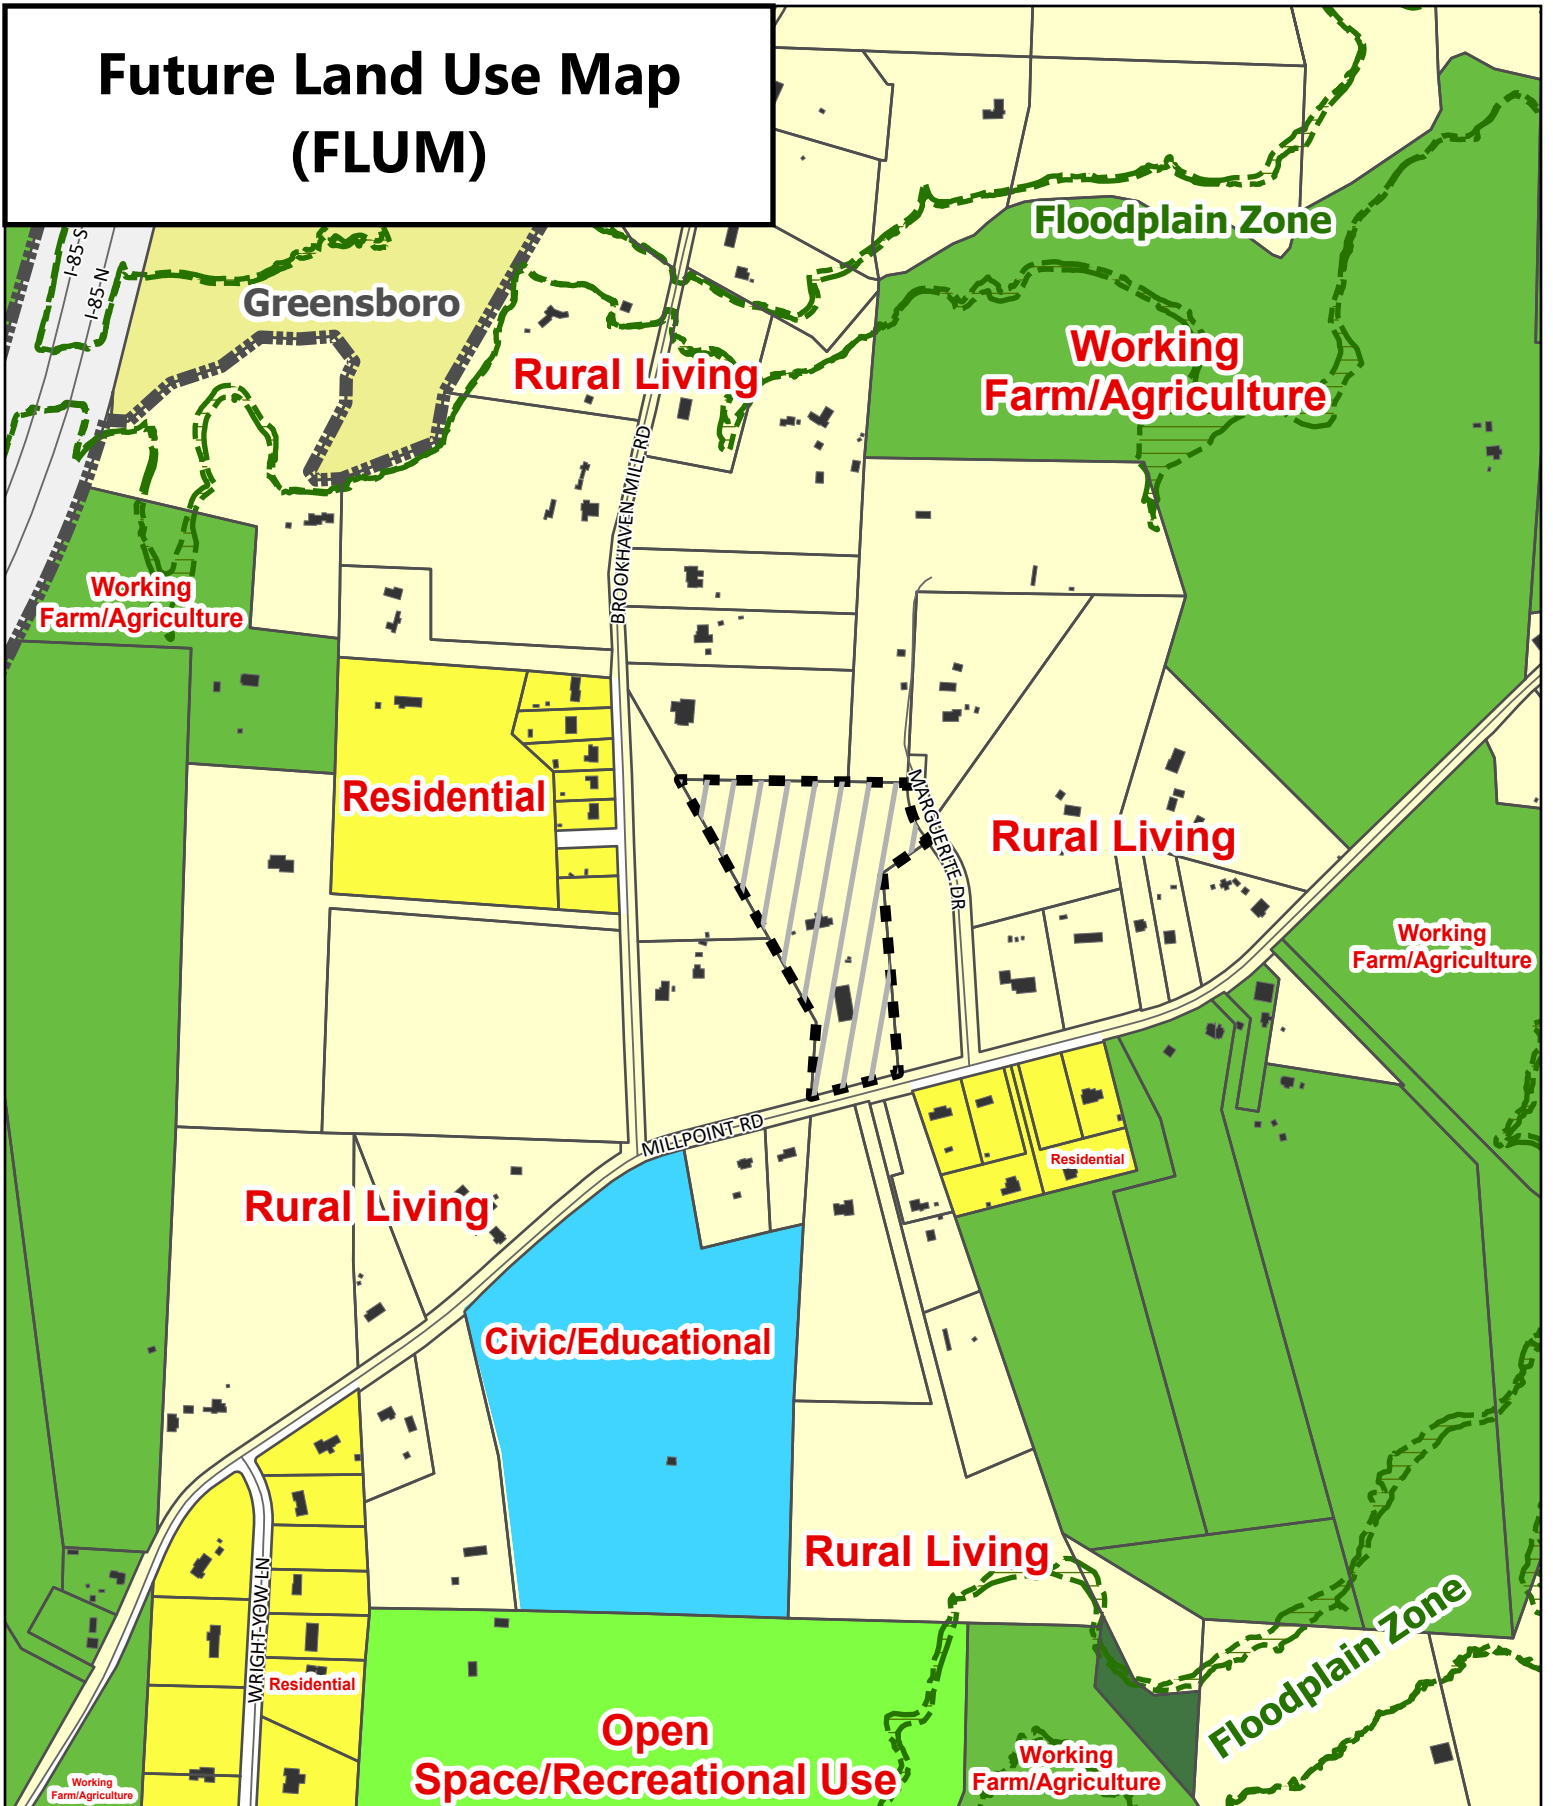 Future Land Use Map
(FLUM)
I-85-S
I-85-N
Floodplain Zone
Greensboro
Rural Living
Working
Farm/Agriculture
BROOKHAVEN-MILL-RD
Working
Farm/Agriculture
Residential
MARGUERITE-DR
Rural Living
Working
Farm/Agriculture
MILLPOINT-RD
Residential
Rural Living
Civic/Educational
Rural Living
WRIGHT-YOW-LN
Residential
Floodplain Zone
Open
Space/Recreational Use
Working
Farm/Agriculture
Working
Farm/Agriculture